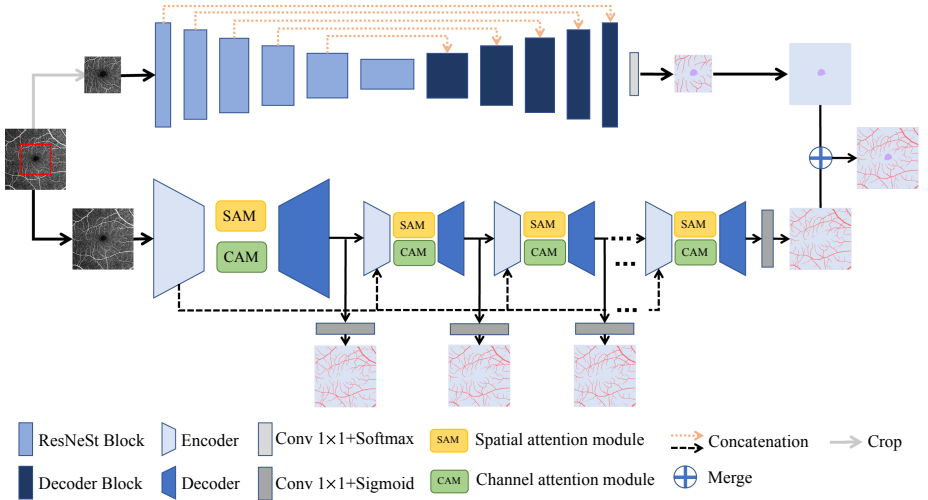 SAM
CAM
SAM
CAM
SAM
CAM
SAM
CAM
ResNeSt Block
Encoder
Conv 1×1+Softmax
SAM
Spatial attention module
Concatenation
Crop
Decoder Block
Decoder
Conv 1×1+Sigmoid
CAM
Channel attention module
Merge